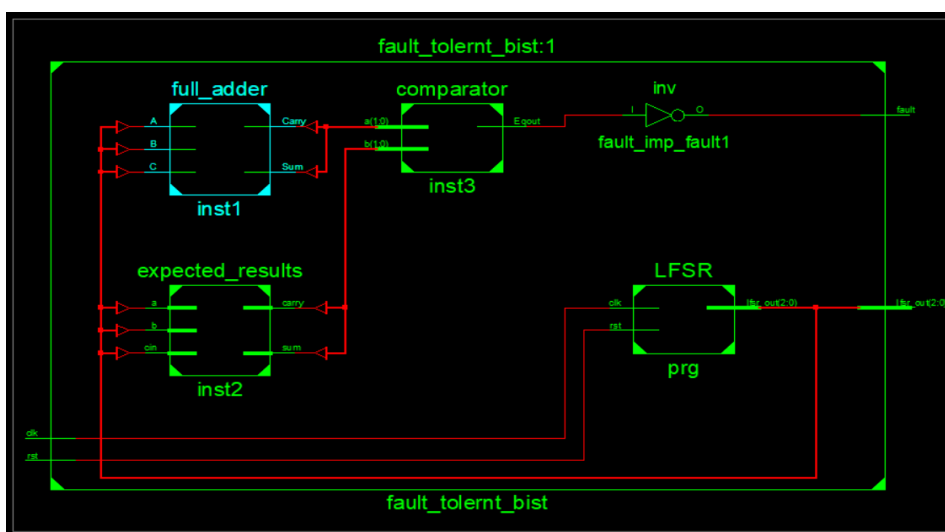 fault_tolernt_bist:1
full_adder
comparator
inv
A
B
C
Carry
Sum
a(1:0)
b(1:0)
Eqout
I
O
fault
fault_imp_fault1
inst1
inst3
expected_results
LFSR
a
b
cin
carry
sum
clk
rst
lfsr_out(2:0)
lfsr_out(2:0
inst2
prg
clk
rst
fault_tolernt_bist